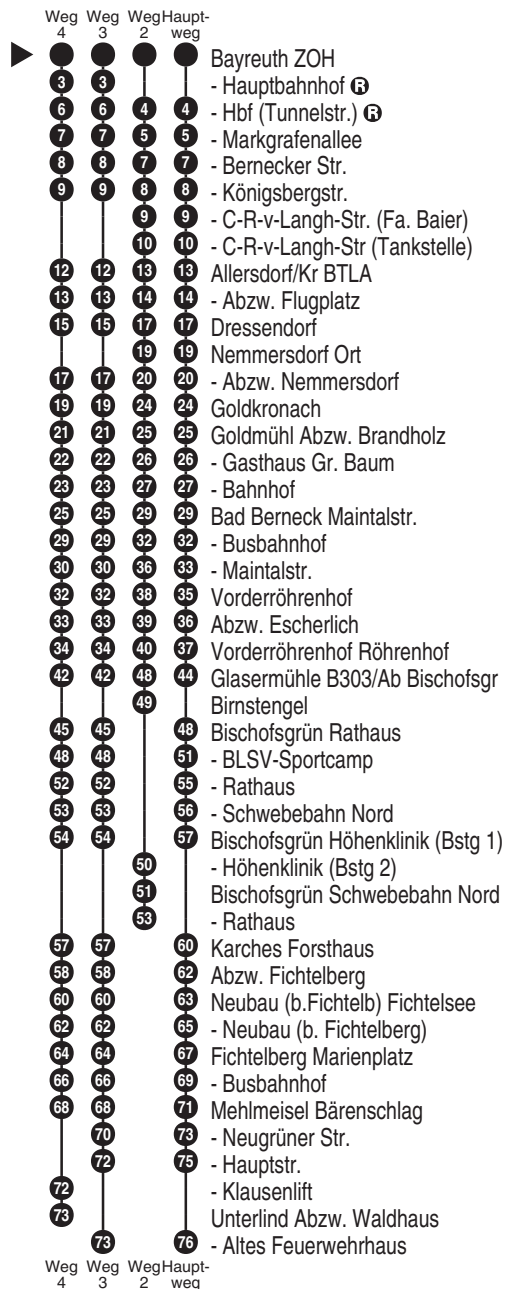 Weg Weg Weg Haupt-
4 3 2 weg
Bayreuth ZOH
3 3 - Hauptbahnhof R
6 6 4 4 - Hbf (Tunnelstr.) R
7 7 5 5 - Markgrafenallee
8 8 7 7 - Bernecker Str.
9 9 8 8 - Königsbergstr.
9 9 - C-R-v-Langh-Str. (Fa. Baier)
10 10 - C-R-v-Langh-Str (Tankstelle)
12 12 13 13 Allersdorf/Kr BTLA
13 13 14 14 - Abzw. Flugplatz
15 15 17 17 Dressendorf
19 19 Nemmersdorf Ort
17 17 20 20 - Abzw. Nemmersdorf
19 19 24 24 Goldkronach
21 21 25 25 Goldmühl Abzw. Brandholz
22 22 26 26 - Gasthaus Gr. Baum
23 23 27 27 - Bahnhof
25 25 29 29 Bad Berneck Maintalstr.
29 29 32 32 - Busbahnhof
30 30 36 33 - Maintalstr.
32 32 38 35 Vorderröhrenhof
33 33 39 36 Abzw. Escherlich
34 34 40 37 Vorderröhrenhof Röhrenhof
42 42 48 44 Glasermühle B303/Ab Bischofsgr
49 Birnstengel
45 45 48 Bischofsgrün Rathaus
48 48 51 - BLSV-Sportcamp
52 52 55 - Rathaus
53 53 56 - Schwebebahn Nord
54 54 57 Bischofsgrün Höhenklinik (Bstg 1)
50 - Höhenklinik (Bstg 2)
51 Bischofsgrün Schwebebahn Nord
53 - Rathaus
57 57 60 Karches Forsthaus
58 58 62 Abzw. Fichtelberg
60 60 63 Neubau (b.Fichtelb) Fichtelsee
62 62 65 - Neubau (b. Fichtelberg)
64 64 67 Fichtelberg Marienplatz
66 66 69 - Busbahnhof
68 68 71 Mehlmeisel Bärenschlag
70 73 - Neugrüner Str.
72 75 - Hauptstr.
72 - Klausenlift
73 Unterlind Abzw. Waldhaus
73 76 - Altes Feuerwehrhaus
Weg Weg Weg Haupt-
4 3 2 weg